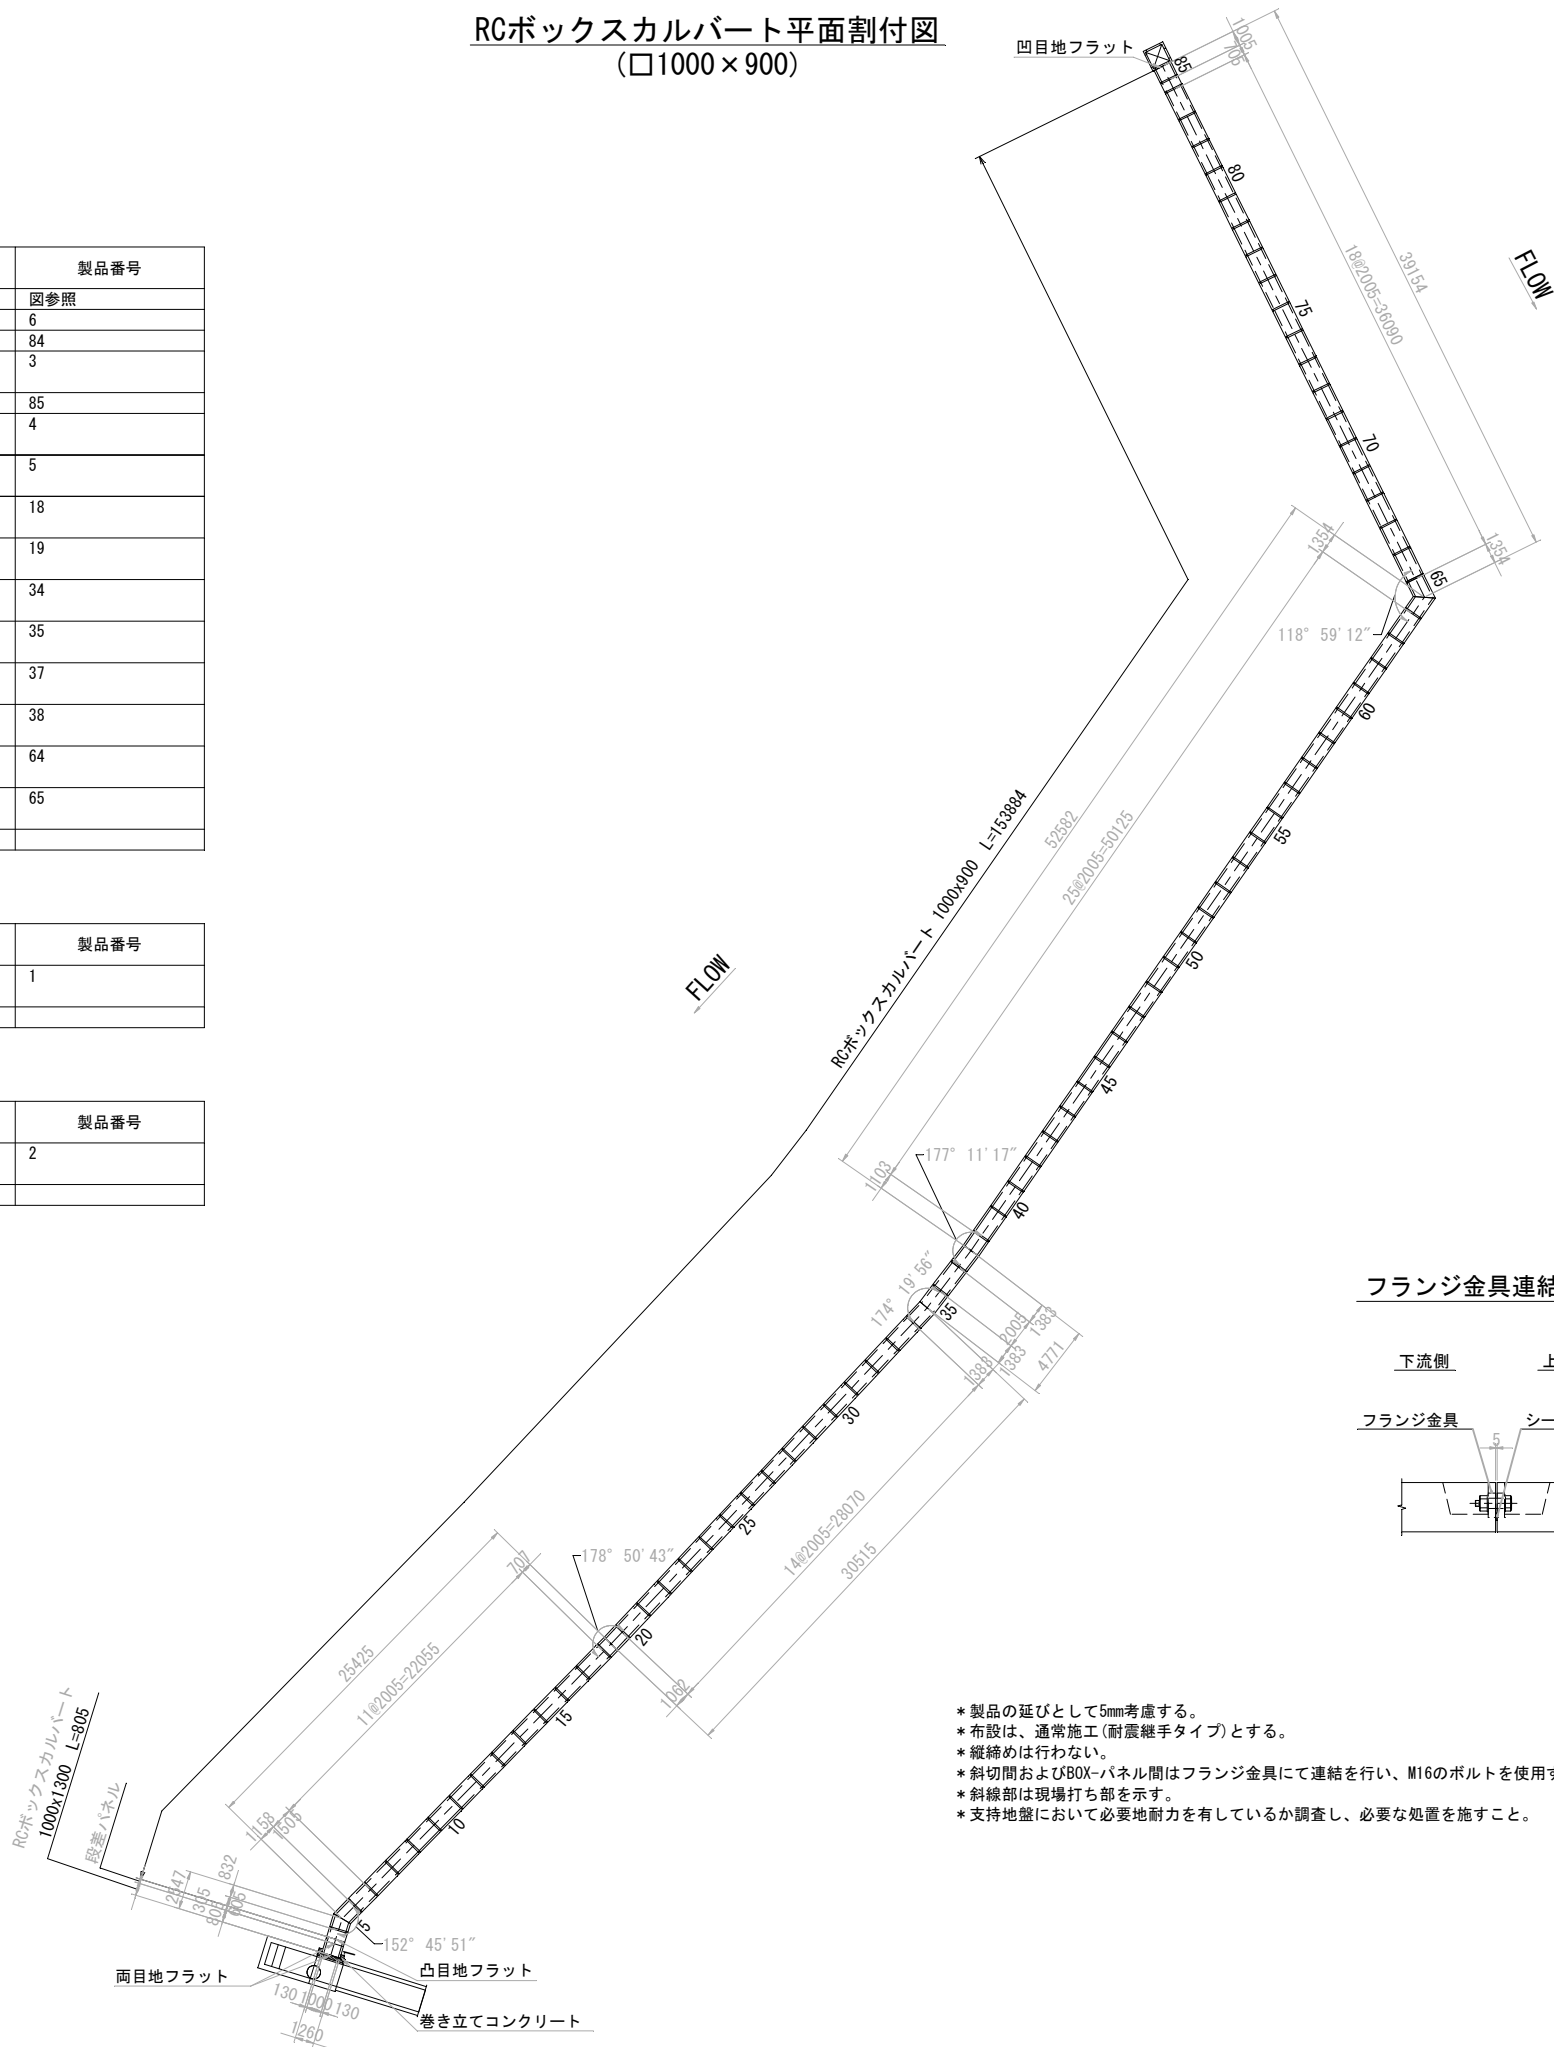 RCボックスカルバート平面割付図
(□1000×900)
凹目地フラット
1005
705
85
80
75
70
65
18@2005=36090
39154
FLOW
1354
1354
118° 59′12″
製品番号
図参照
6
84
3
85
4
5
18
19
34
35
37
38
64
65
製品番号
1
製品番号
2
60
55
50
45
40
52582
25@2005=50125
RCボックスカルバート 1000x900 L=153884
FLOW
1103
177° 11′17″
174° 19′56″
35
2005
1383
1383
1383
4771
フランジ金具連結
下流側
上
フランジ金具
シー
5
30
25
20
14@2005=28070
30515
178° 50′43″
707
1062
25425
11@2005=22055
15
10
5
1158
1505
RCボックスカルバート
1000x1300 L=805
段差パネル
832
152° 45′51″
両目地フラット
凸目地フラット
巻き立てコンクリート
130 1000 130
1260
*製品の延びとして5mm考慮する。
*布設は、通常施工(耐震継手タイプ)とする。
*縦締めは行わない。
*斜切間およびBOX-パネル間はフランジ金具にて連結を行い、M16のボルトを使用す
*斜線部は現場打ち部を示す。
*支持地盤において必要地耐力を有しているか調査し、必要な処置を施すこと。